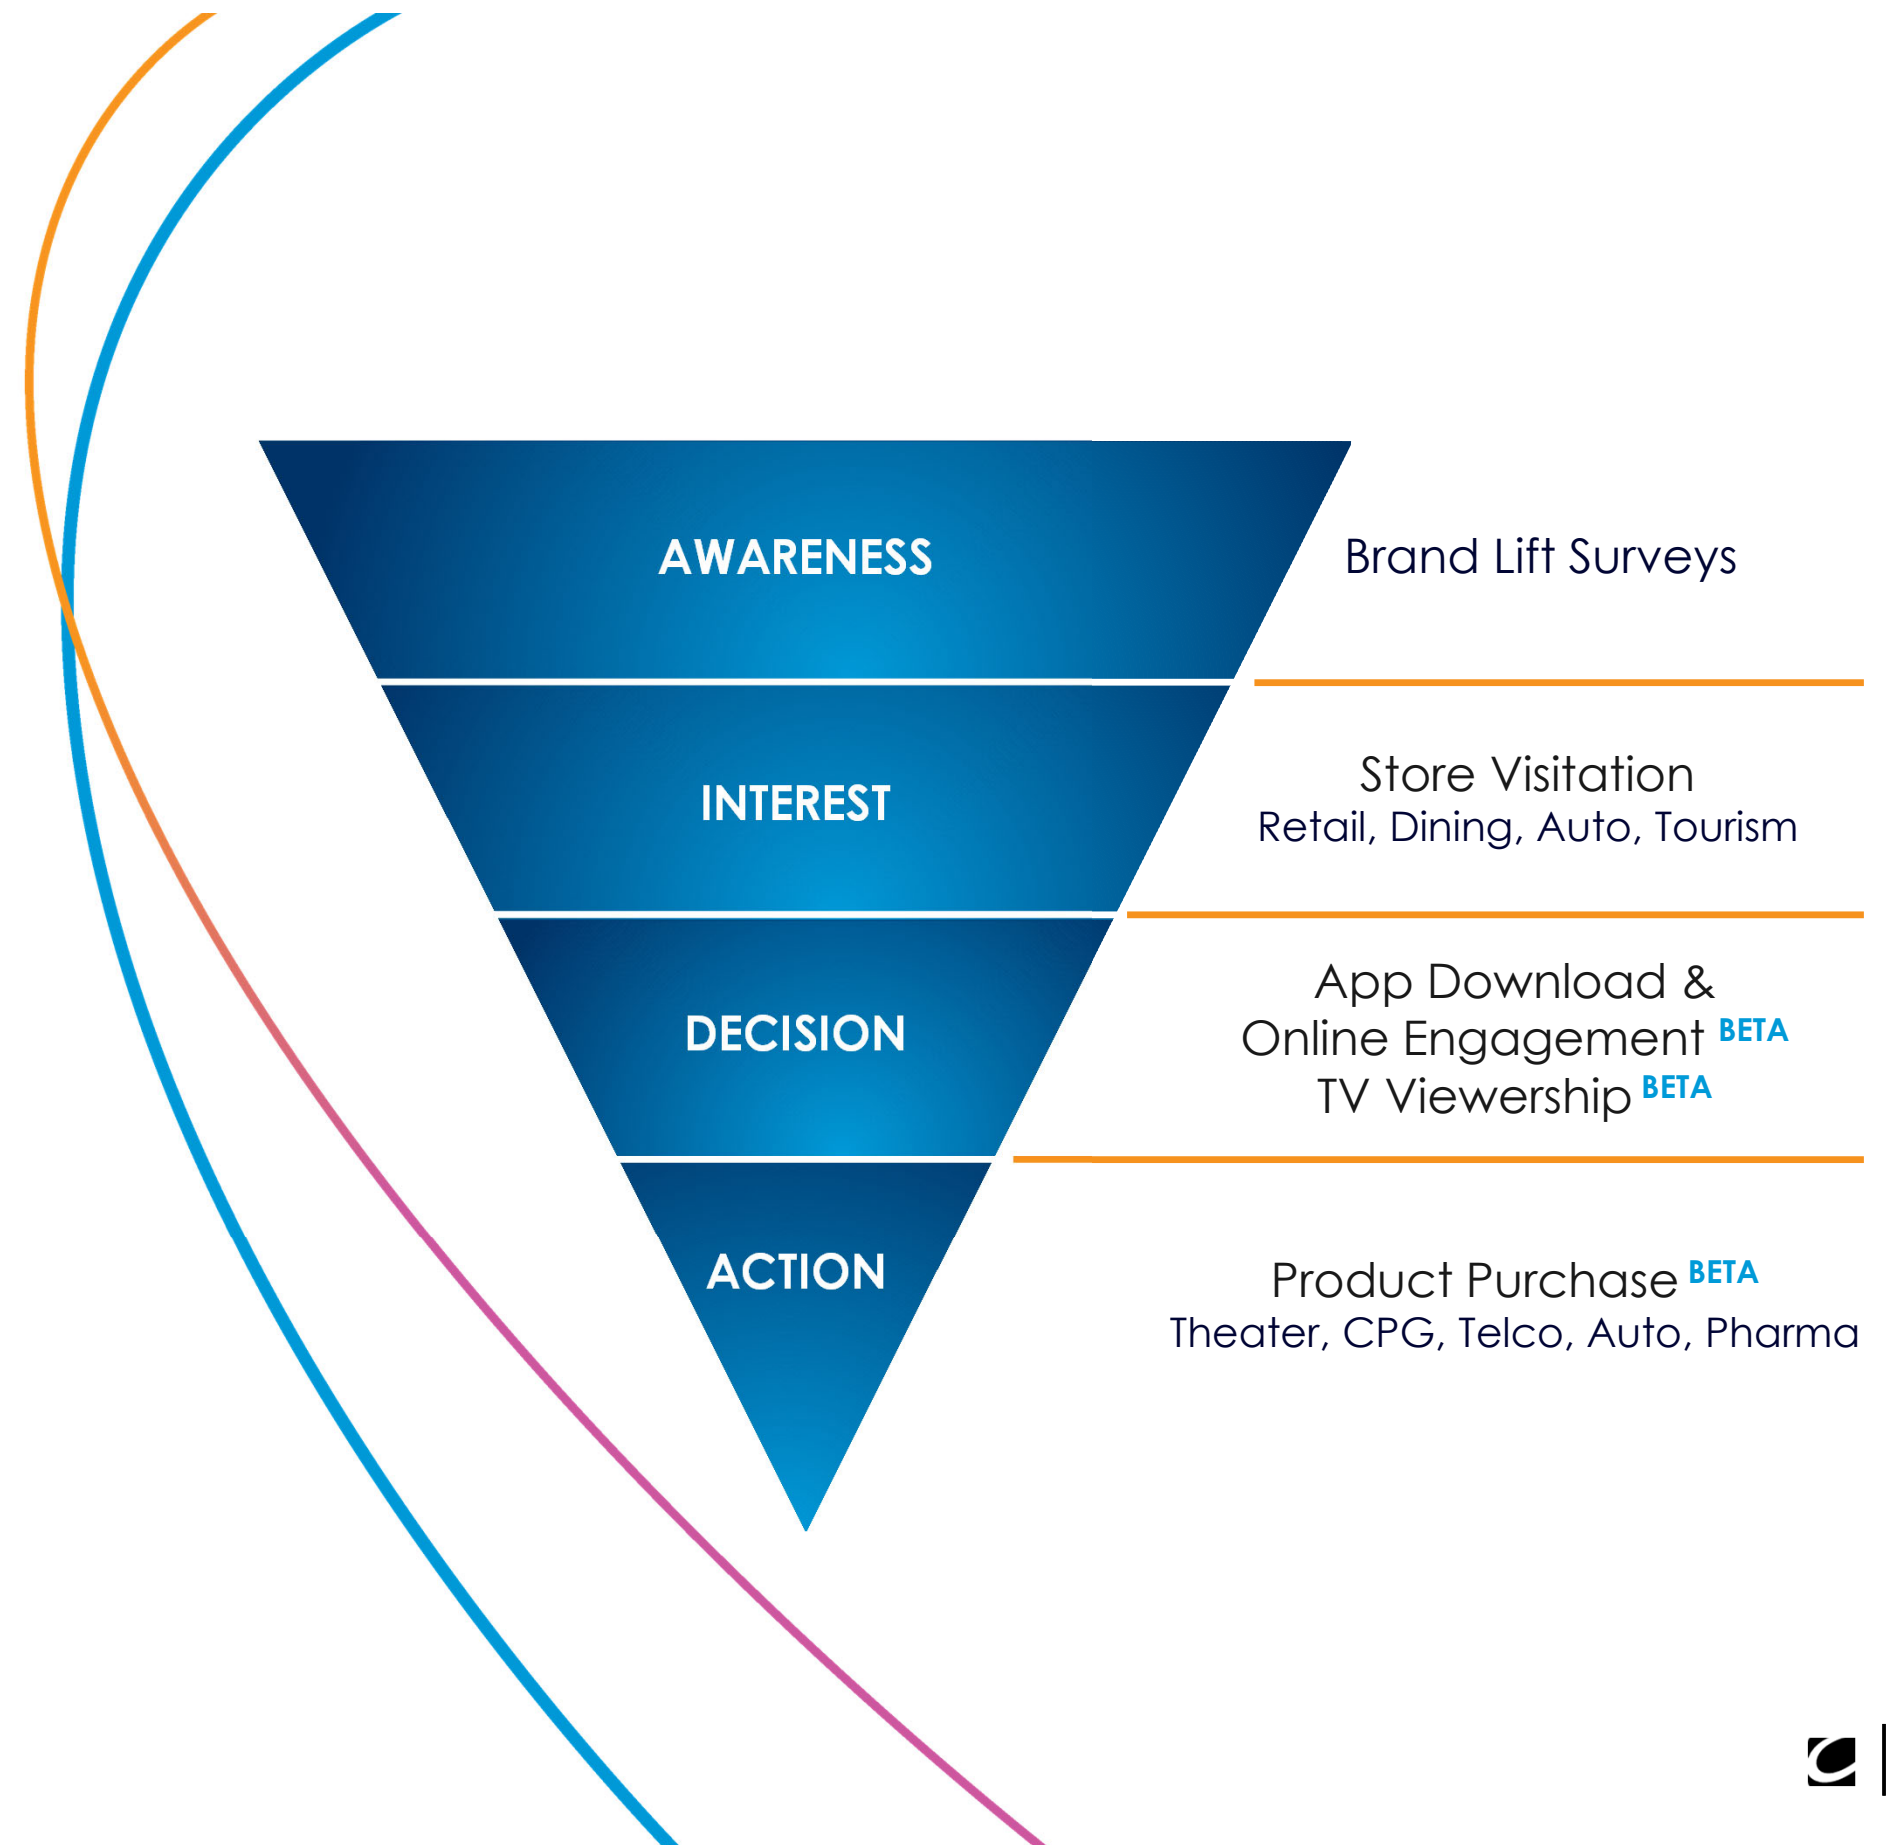 AWARENESS
Brand Lift Surveys
INTEREST
Store Visitation
Retail, Dining, Auto, Tourism
DECISION
App Download &
Online Engagement BETA
TV Viewership BETA
ACTION
Product Purchase BETA
Theater, CPG, Telco, Auto, Pharma